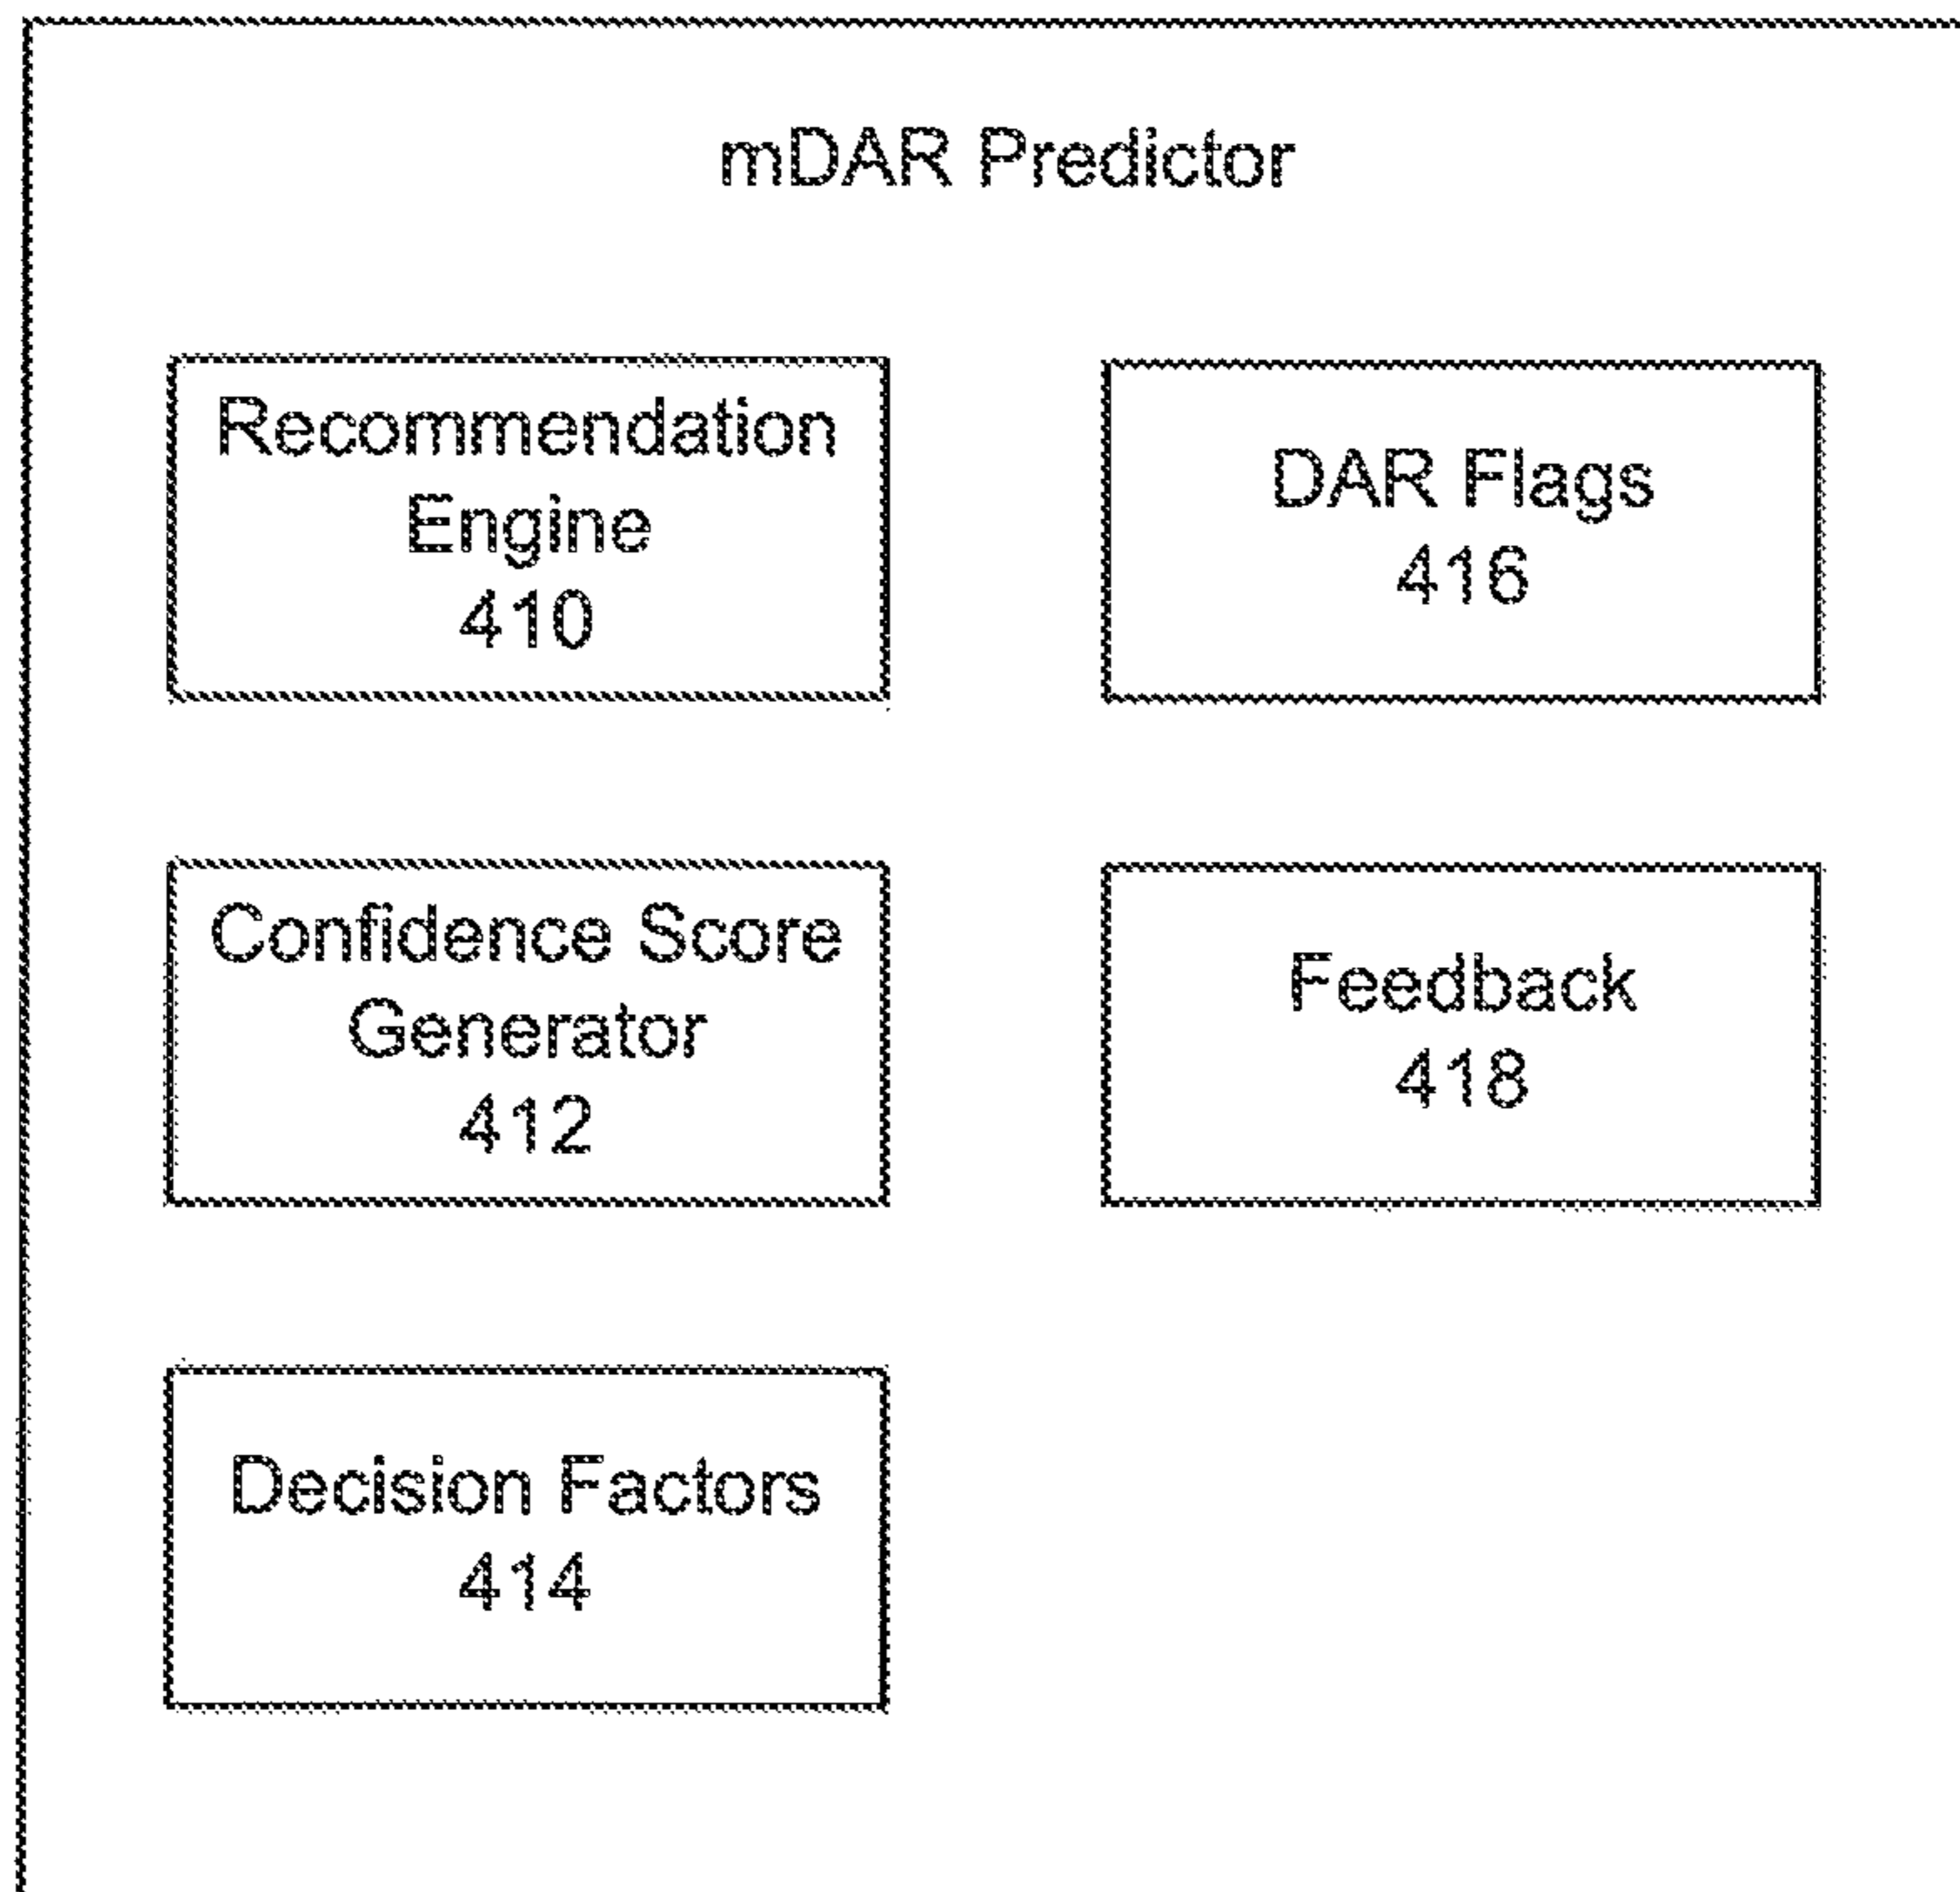 mDAR Predictor
Recommendation
Engine
410
DAR Flags
416
Confidence Score
Generator
412
Feedback
418
Decision Factors
414